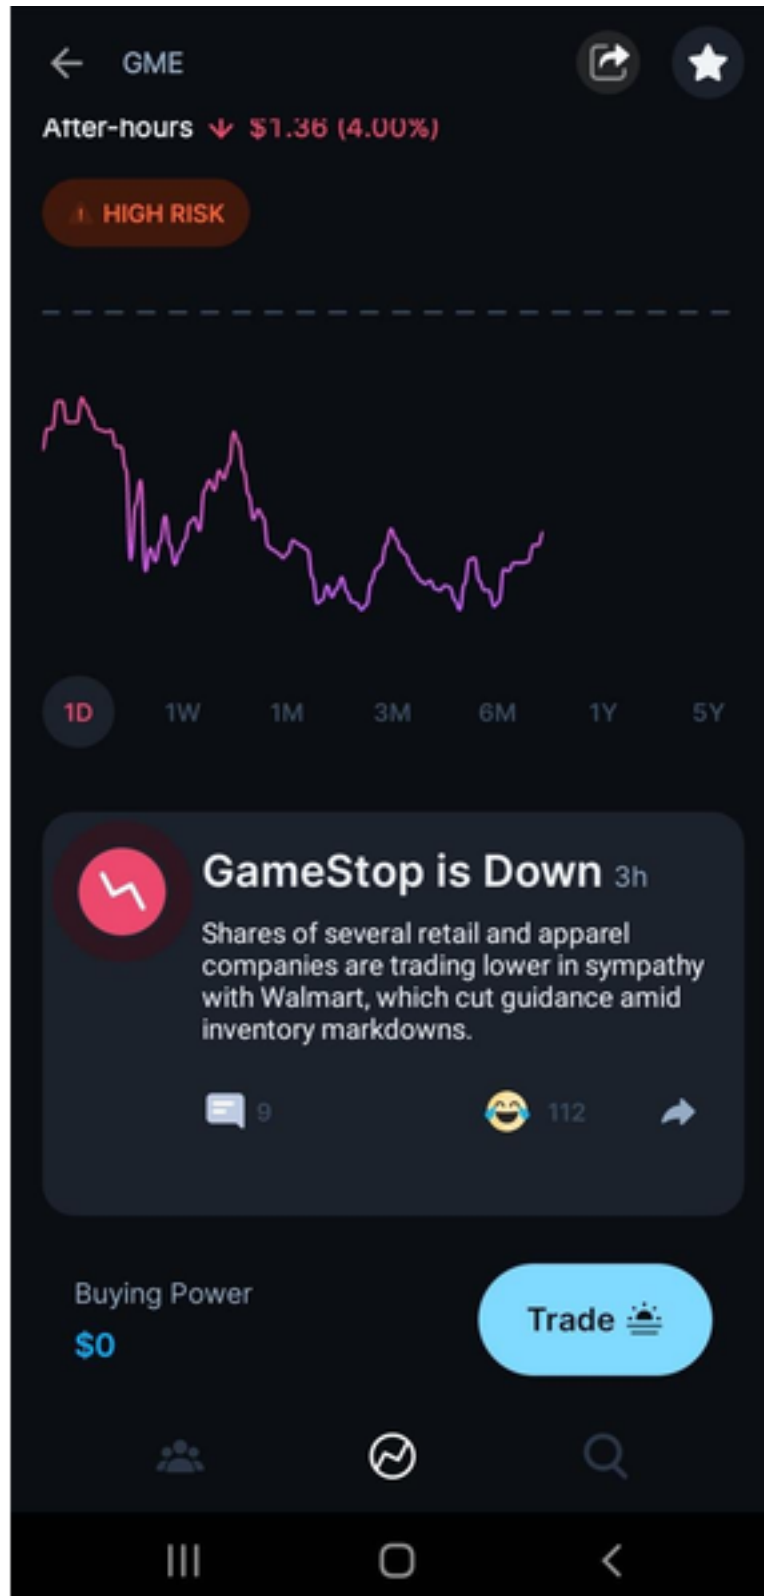 GME
After-hours $1.36 (4.00%)
HIGH RISK
1D 1W 1M 3M 6M 1Y 5Y
GameStop is Down 3h
Shares of several retail and apparel
companies are trading lower in sympathy
with Walmart, which cut guidance amid
inventory markdowns.
9 112
Buying Power
$0
Trade